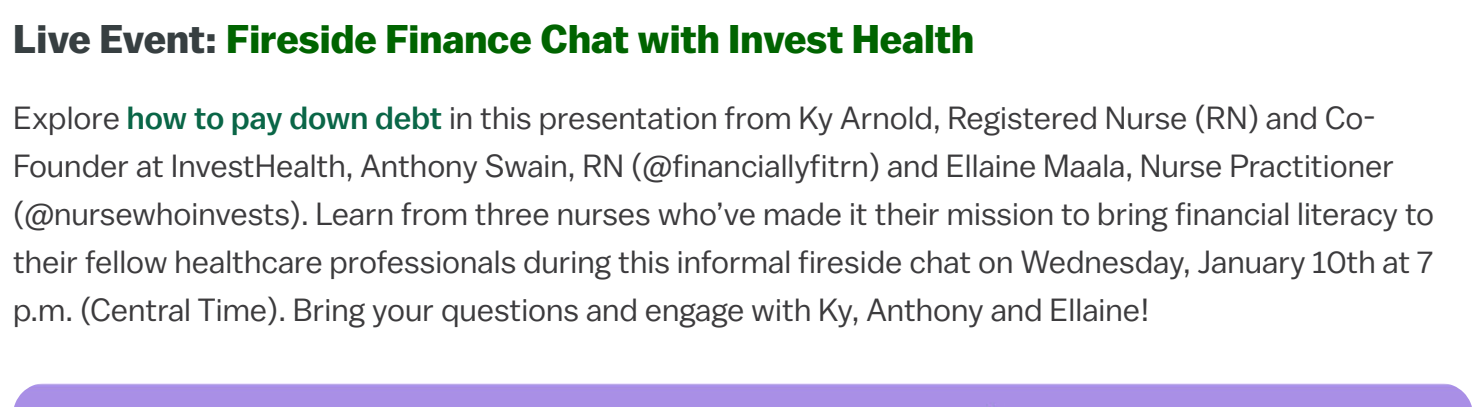 Live Event: Fireside Finance Chat with Invest Health
Explore how to pay down debt in this presentation from Ky Arnold, Registered Nurse (RN) and Co-
Founder at InvestHealth, Anthony Swain, RN (@financiallyfitrn) and Ellaine Maala, Nurse Practitioner
(@nursewhoinvests). Learn from three nurses who’ve made it their mission to bring financial literacy to
their fellow healthcare professionals during this informal fireside chat on Wednesday, January 10th at 7
p.m. (Central Time). Bring your questions and engage with Ky, Anthony and Ellaine!